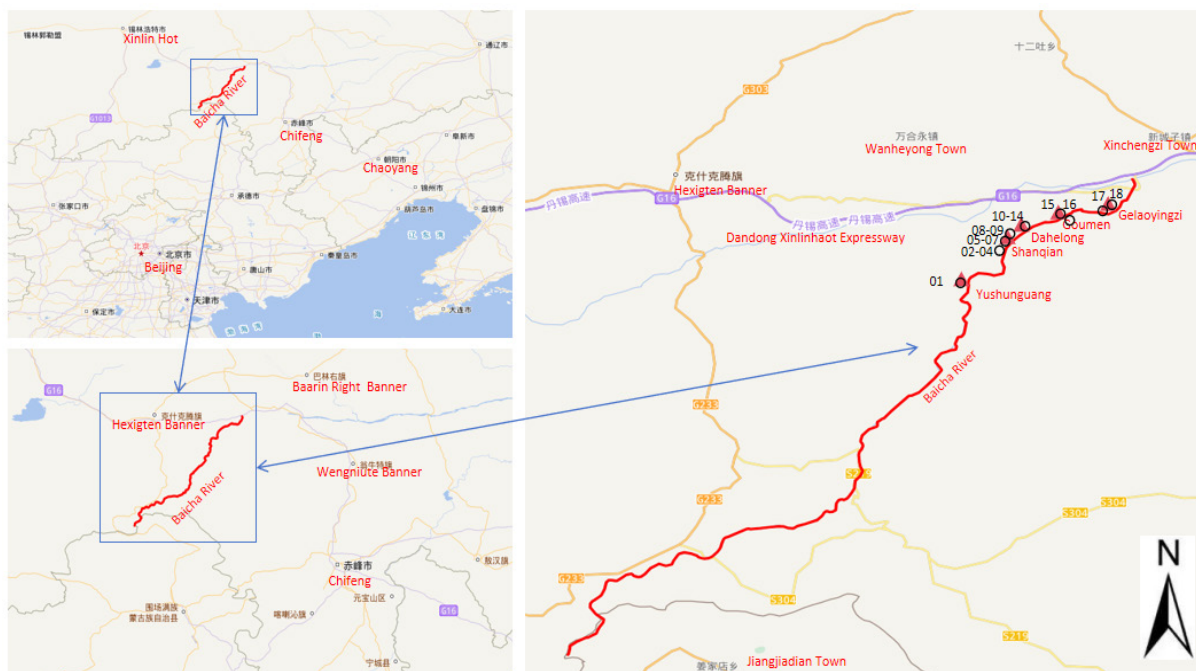 锡林浩特市
锡林郭勒盟
Xinlin Hot
通辽市
Baicha River
G1013
赤峰市
Chifeng
阜新市
朝阳市
Chaoyang
锦州市
承德市
张家口市
葫芦岛市
盘锦市
辽东湾
北京
北京市
Beijing
唐山市
秦皇岛市
天津市
保定市
渤海湾
渤
海
大连市
G16
巴林右旗
Baarin Right Banner
克什克腾旗
Hexigten Banner
翁牛特旗
Wengniute Banner
Baicha River
赤峰市
Chifeng
敖汉旗
元宝山区
围场满族
蒙古族自治县
喀喇沁旗
G16
宁城县
十二吐乡
G303
万合永镇
Wanheyong Town
新城子镇
Xinchengzi Town
克什克腾旗
Hexigten Banner
丹锡高速
G16
丹锡高速
丹锡高速
G16
Dandong Xinlinhaot Expressway
17
18
Gelaoyingzi
15
16
Goumen
10-14
Dahelong
08-09
05-07
Shanqian
02-04
01
Yushunguang
Baicha River
G233
G233
S304
S304
G233
S304
S219
姜家店乡
Jiangjiadian Town
N